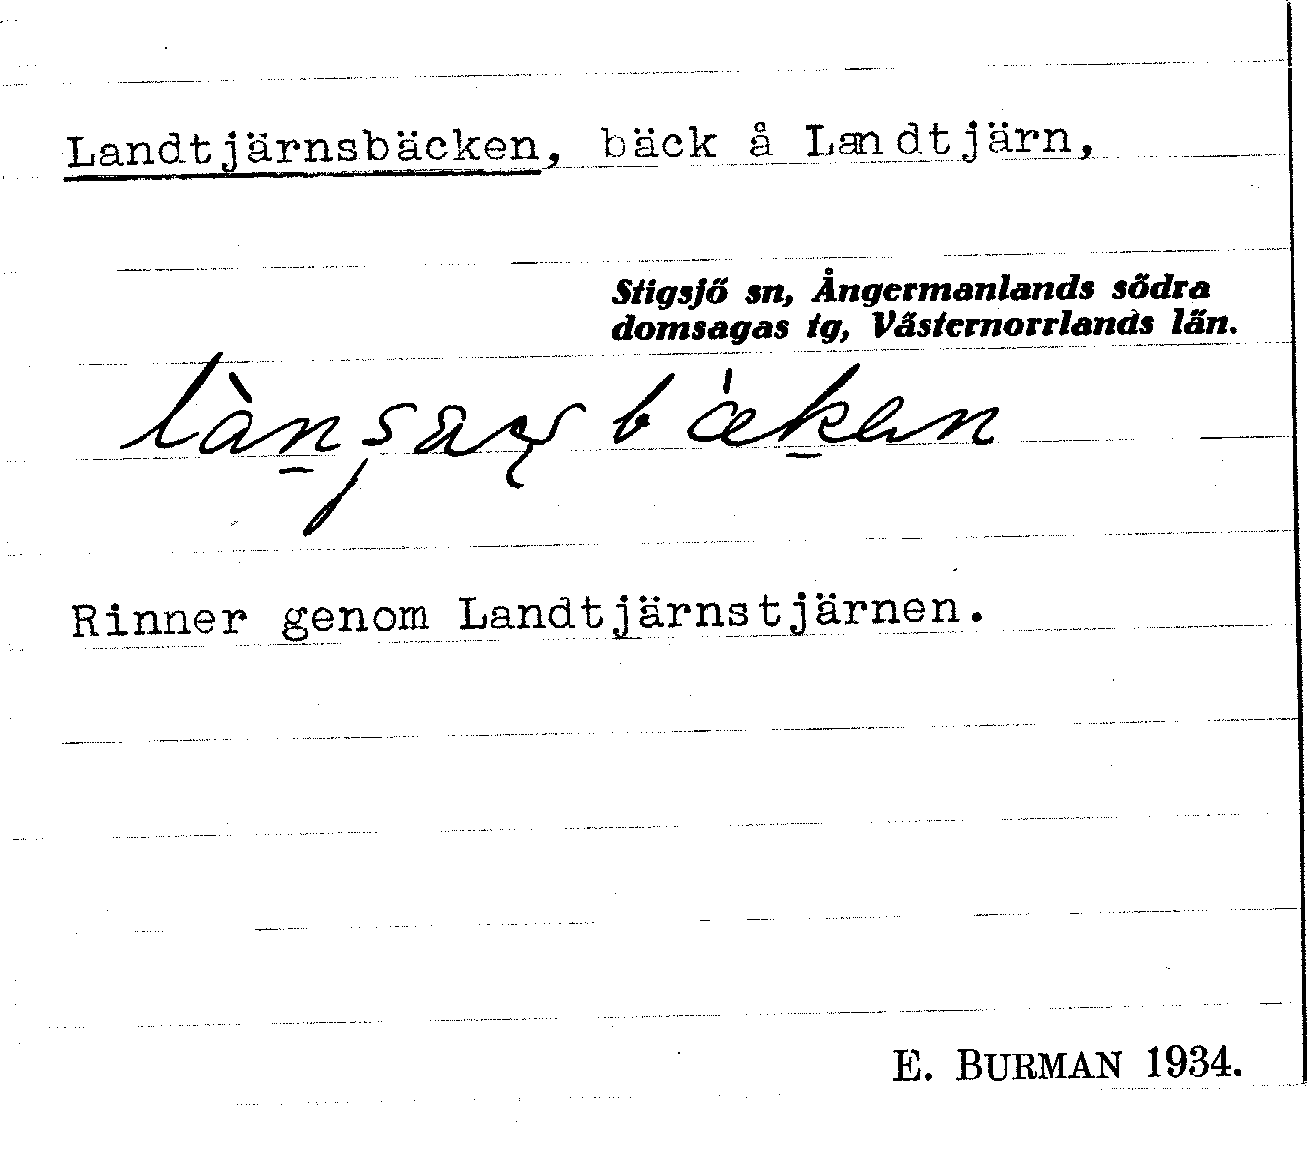 Landtjärnsbäcken, bäck å Landtjärn,
Stigsjö sn, Ångermanlands södra
domsagas tg, Västernorrlands län.
Rinner genom Landtjärnstjärnen.
E. BURMAN 1934.